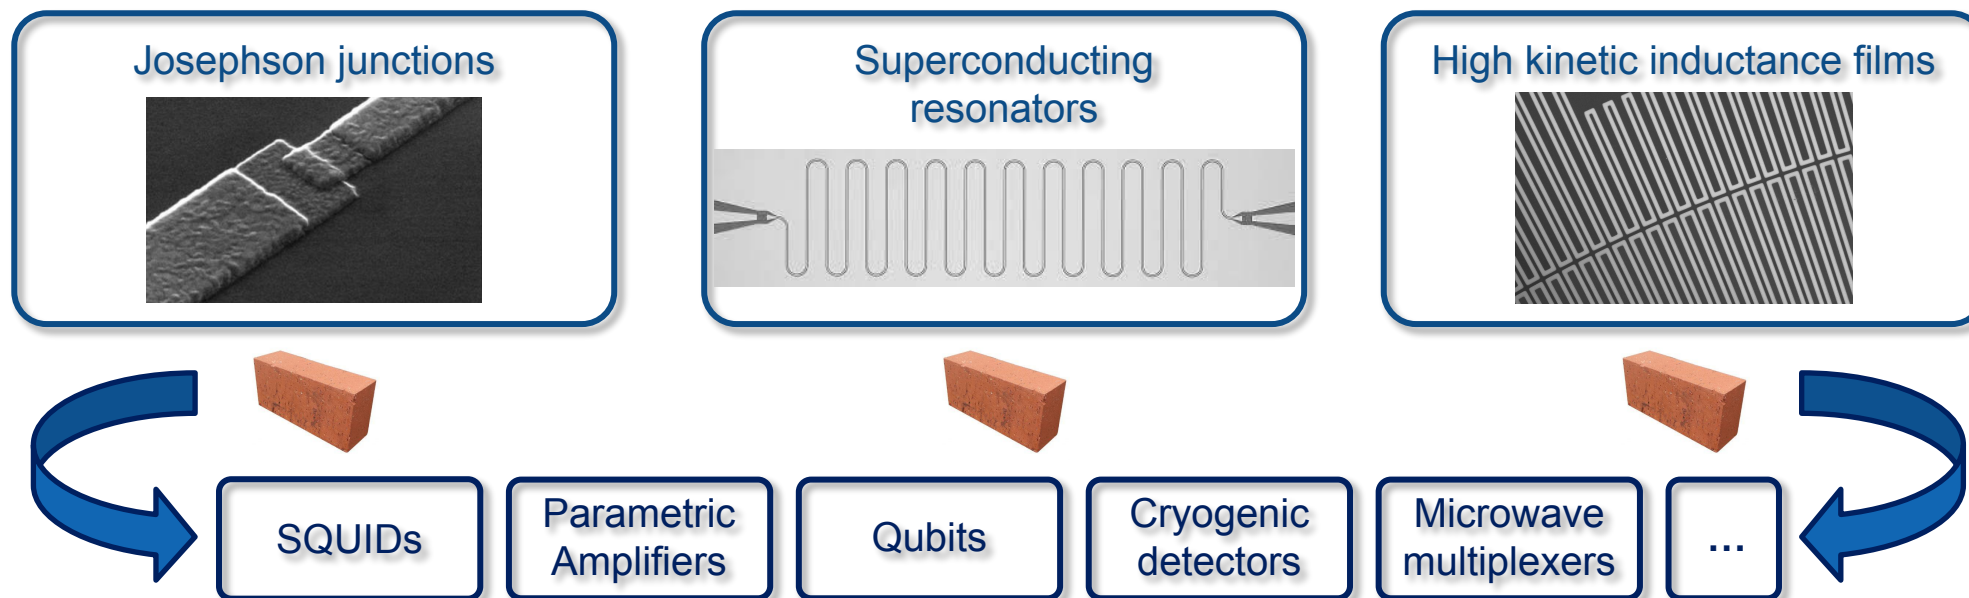 Josephson junctions
Superconducting
resonators
High kinetic inductance films
SQUIDs
Parametric
Amplifiers
Qubits
Cryogenic
detectors
Microwave
multiplexers
...